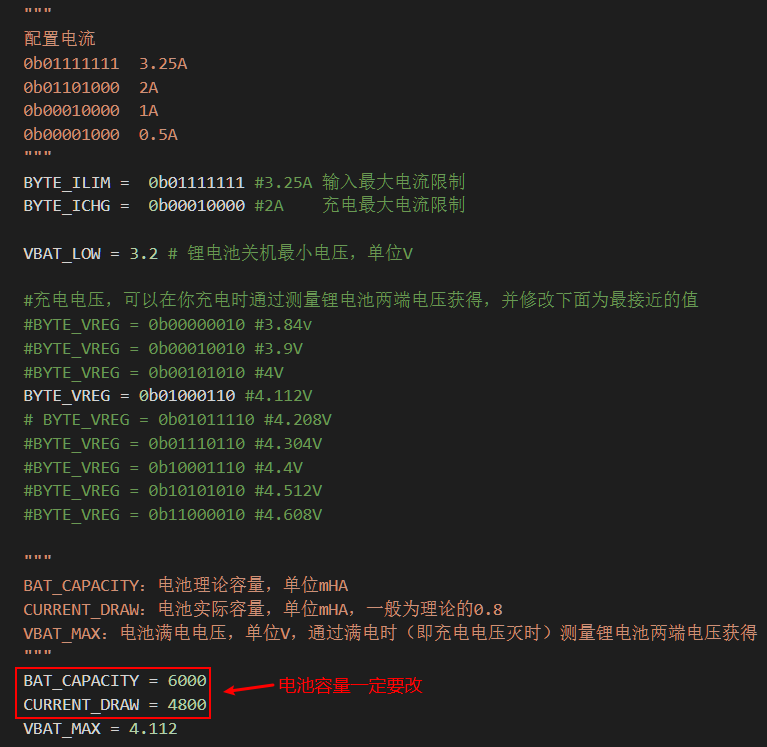 """
配置电流
0b01111111  3.25A
0b01101000  2A
0b00010000  1A
0b00001000  0.5A
"""
BYTE_ILIM =  0b01111111 #3.25A 输入最大电流限制
BYTE_ICHG =  0b00010000 #2A    充电最大电流限制
VBAT_LOW = 3.2 # 锂电池关机最小电压，单位V
#充电电压，可以在你充电时通过测量锂电池两端电压获得，并修改下面为最接近的值
#BYTE_VREG = 0b00000010 #3.84v
#BYTE_VREG = 0b00010010 #3.9V
#BYTE_VREG = 0b00101010 #4V
BYTE_VREG = 0b01000110 #4.112V
# BYTE_VREG = 0b01011110 #4.208V
#BYTE_VREG = 0b01110110 #4.304V
#BYTE_VREG = 0b10001110 #4.4V
#BYTE_VREG = 0b10101010 #4.512V
#BYTE_VREG = 0b11000010 #4.608V
"""
BAT_CAPACITY：电池理论容量，单位mHA
CURRENT_DRAW：电池实际容量，单位mHA，一般为理论的0.8
VBAT_MAX：电池满电电压，单位V，通过满电时（即充电电压灭时）测量锂电池两端电压获得
"""
BAT_CAPACITY = 6000
电池容量一定要改
CURRENT_DRAW = 4800
VBAT_MAX = 4.112